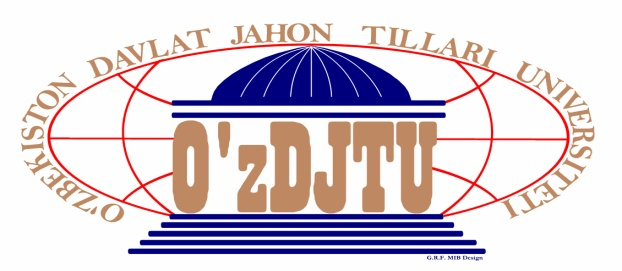 O'ZBEKISTON DAVLAT JAHON TILLARI UNIVERSITETI
O'zDJTU
G.R.F. MIB Design